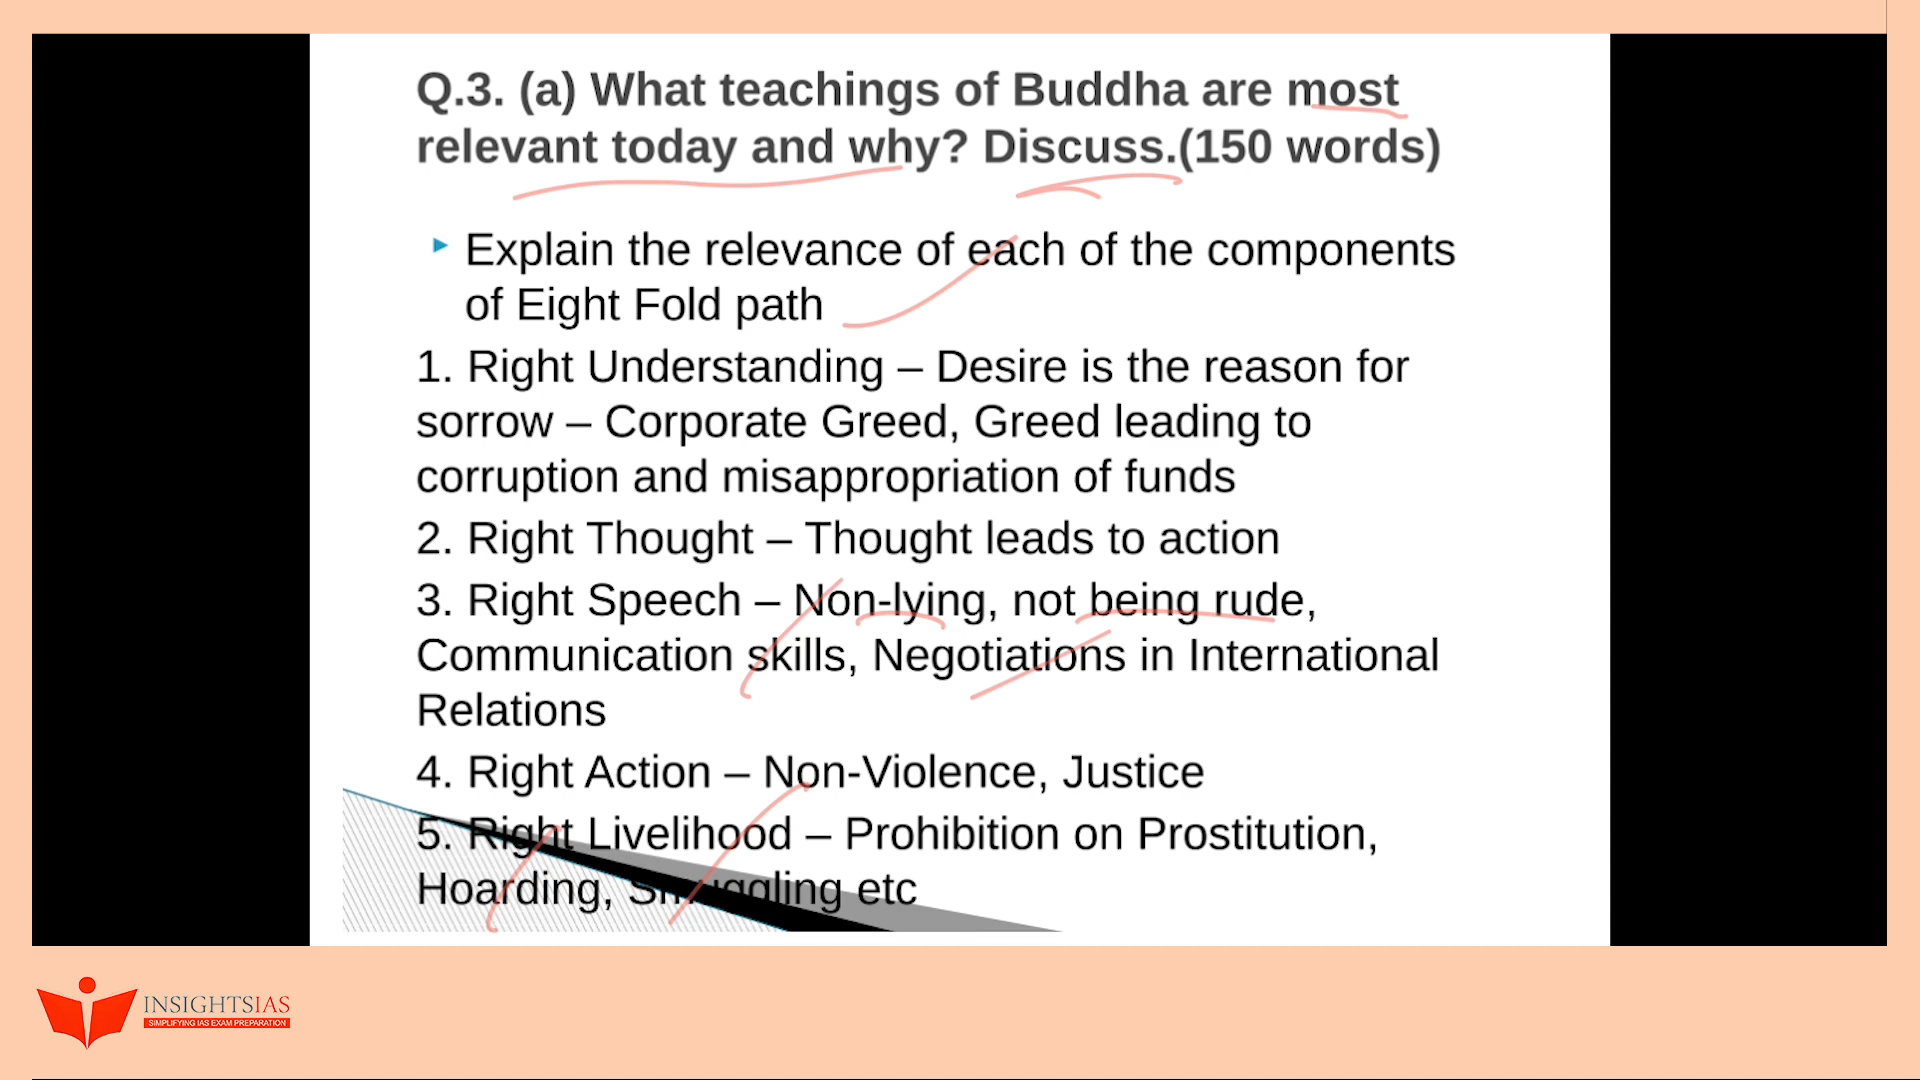 Q.3. (a) What teachings of Buddha are most
relevant today and why? Discuss.(150 words)
Explain the relevance of each of the components
of Eight Fold path
1. Right Understanding – Desire is the reason for
sorrow – Corporate Greed, Greed leading to
corruption and misappropriation of funds
2. Right Thought – Thought leads to action
3. Right Speech – Non-lying, not being rude,
Communication skills, Negotiations in International
Relations
4. Right Action – Non-Violence, Justice
5. Right Livelihood – Prohibition on Prostitution,
Hoarding, Smuggling etc
INSIGHTSIAS
SIMPLIFYING IAS EXAM PREPARATION